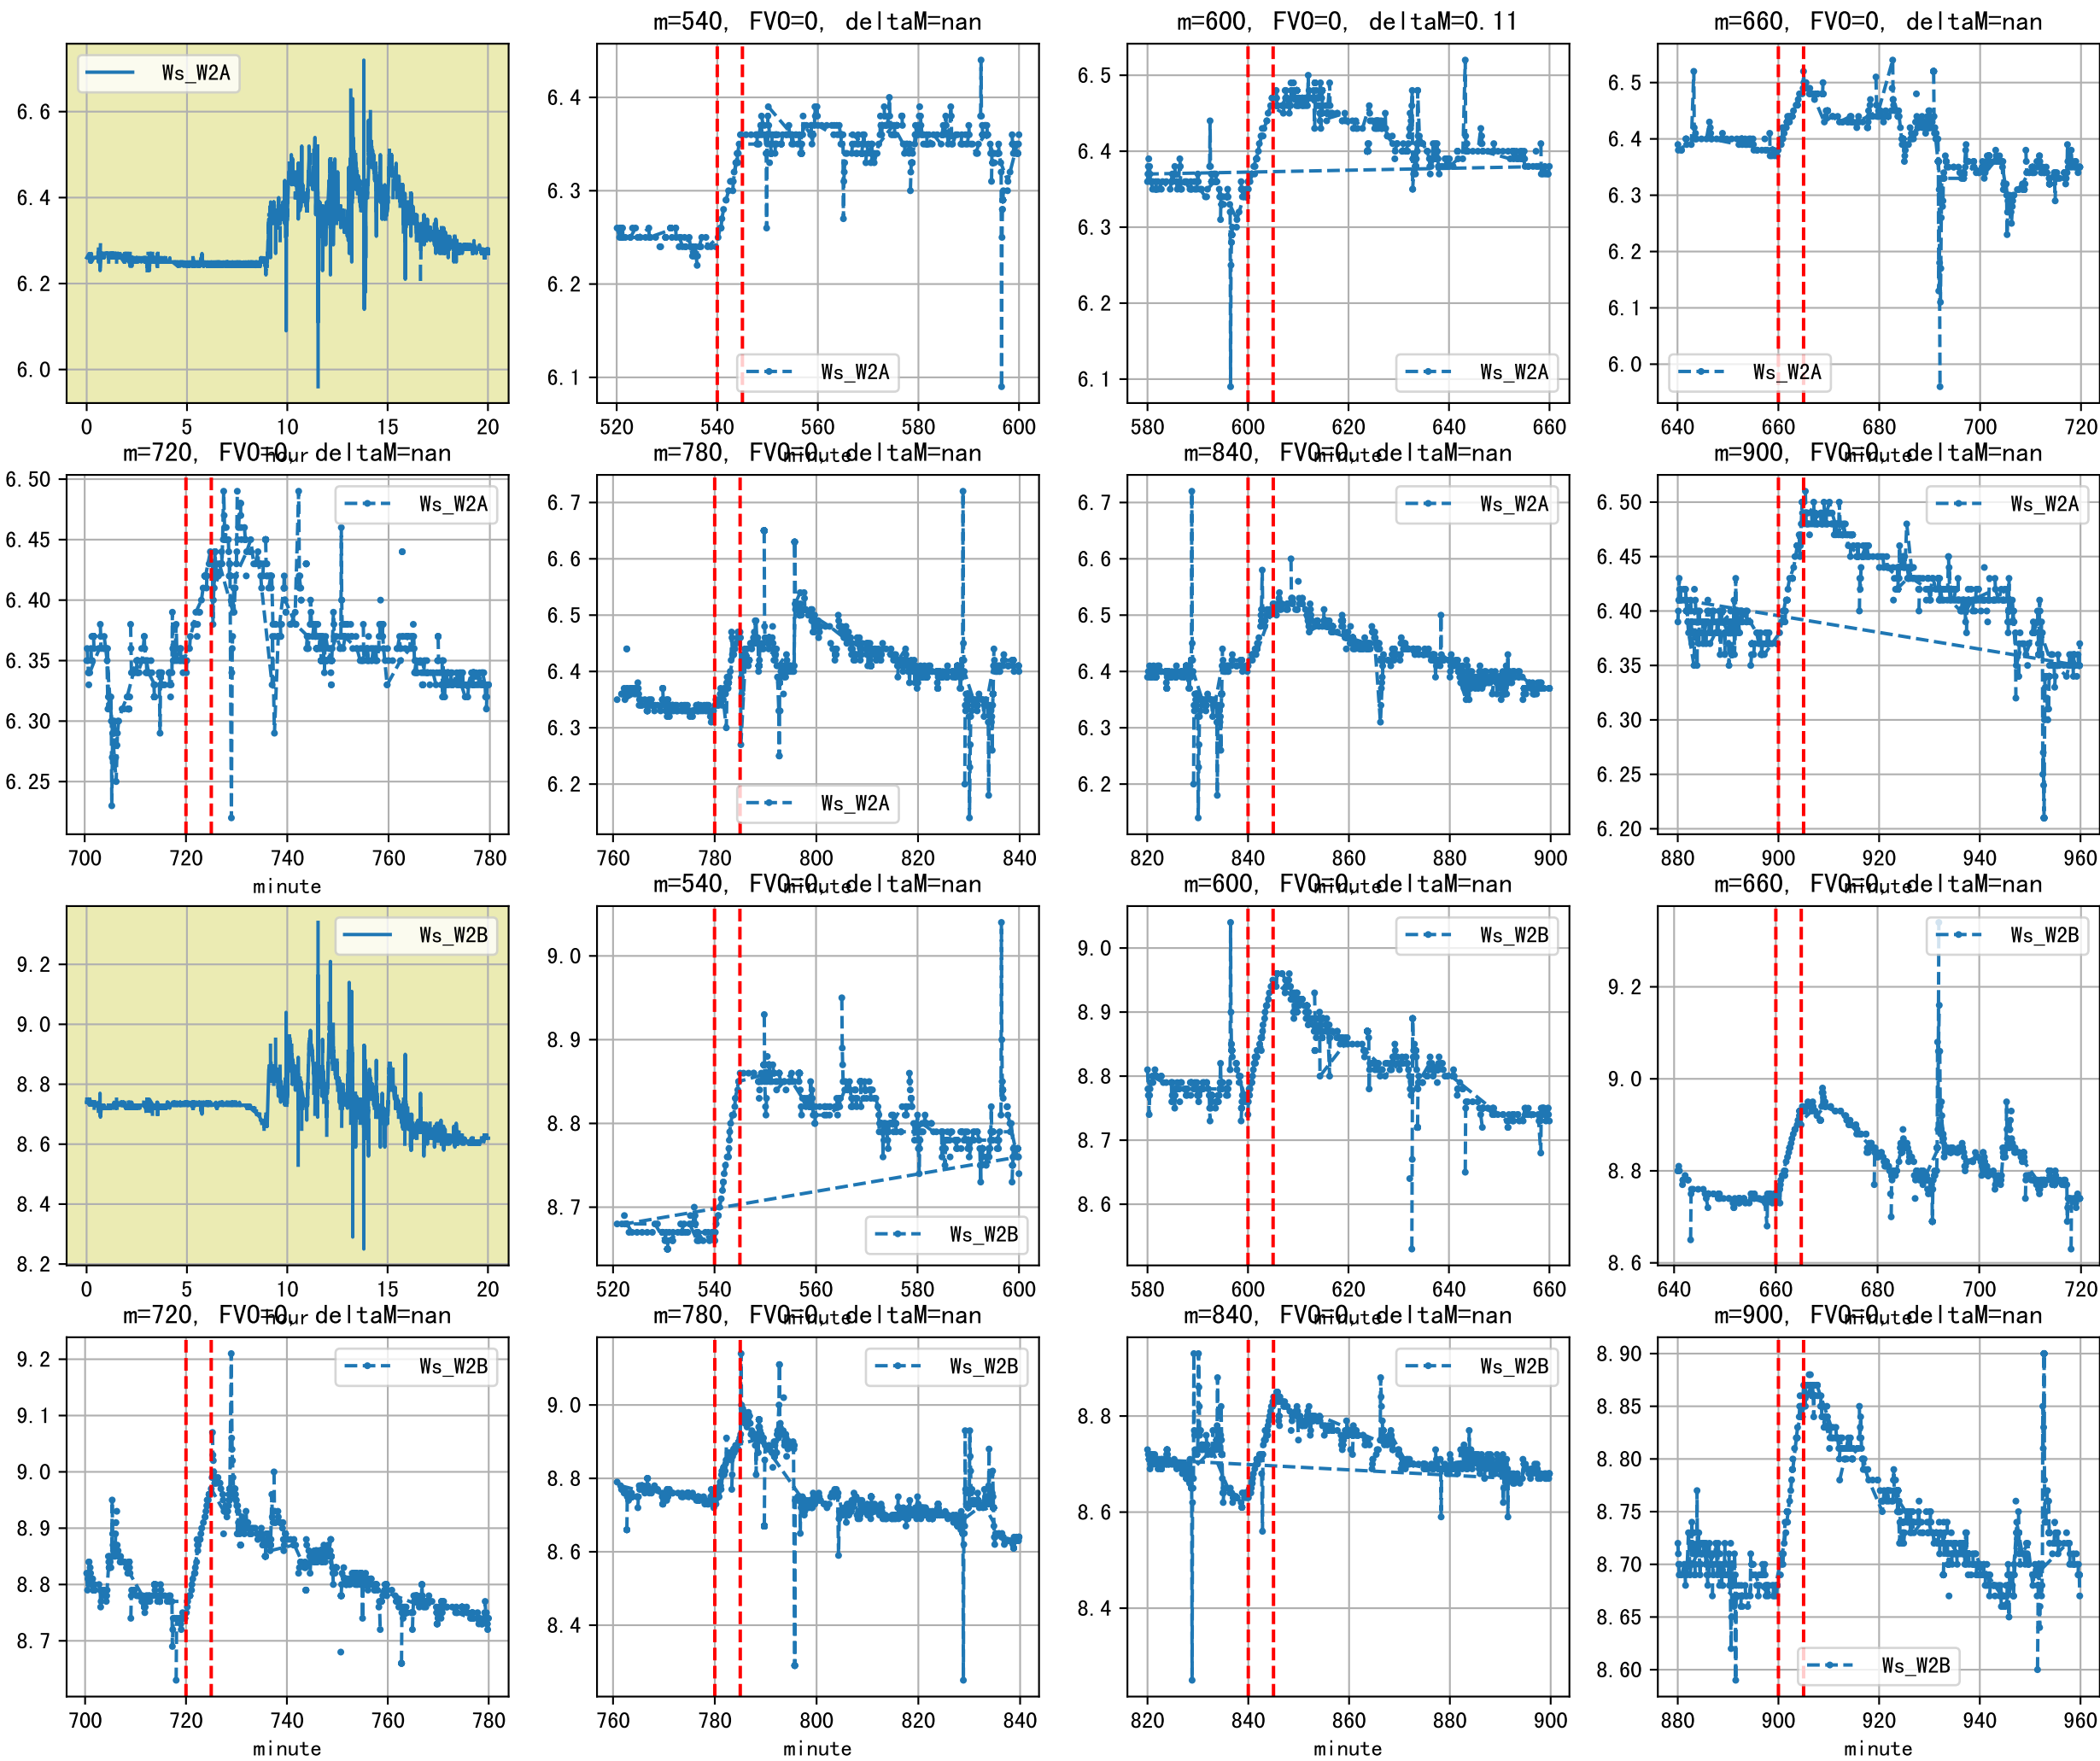 m=540, FVO=0, deltaM=nan
m=600, FVO=0, deltaM=0.11
m=660, FVO=0, deltaM=nan
Ws_W2A
6.6
6.4
6.2
6.0
0 5 10 15 20
hour
Ws_W2A
6.4
6.3
6.2
6.1
520 540 560 580 600
minute
Ws_W2A
6.5
6.4
6.3
6.2
6.1
580 600 620 640 660
minute
Ws_W2A
6.5
6.4
6.3
6.2
6.1
6.0
640 660 680 700 720
minute
m=720, FVO=0, deltaM=nan
m=780, FVO=0, deltaM=nan
m=840, FVO=0, deltaM=nan
m=900, FVO=0, deltaM=nan
Ws_W2A
6.50
6.45
6.40
6.35
6.30
6.25
700 720 740 760 780
minute
Ws_W2A
6.7
6.6
6.5
6.4
6.3
6.2
760 780 800 820 840
minute
Ws_W2A
6.7
6.6
6.5
6.4
6.3
6.2
820 840 860 880 900
minute
Ws_W2A
6.50
6.45
6.40
6.35
6.30
6.25
6.20
880 900 920 940 960
minute
m=540, FVO=0, deltaM=nan
m=600, FVO=0, deltaM=nan
m=660, FVO=0, deltaM=nan
Ws_W2B
9.2
9.0
8.8
8.6
8.4
8.2
0 5 10 15 20
hour
Ws_W2B
9.0
8.9
8.8
8.7
520 540 560 580 600
minute
Ws_W2B
9.0
8.9
8.8
8.7
8.6
580 600 620 640 660
minute
Ws_W2B
9.2
9.0
8.8
8.6
640 660 680 700 720
minute
m=720, FVO=0, deltaM=nan
m=780, FVO=0, deltaM=nan
m=840, FVO=0, deltaM=nan
m=900, FVO=0, deltaM=nan
Ws_W2B
9.2
9.1
9.0
8.9
8.8
8.7
700 720 740 760 780
minute
Ws_W2B
9.0
8.8
8.6
8.4
760 780 800 820 840
minute
Ws_W2B
8.8
8.6
8.4
820 840 860 880 900
minute
Ws_W2B
8.90
8.85
8.80
8.75
8.70
8.65
8.60
880 900 920 940 960
minute